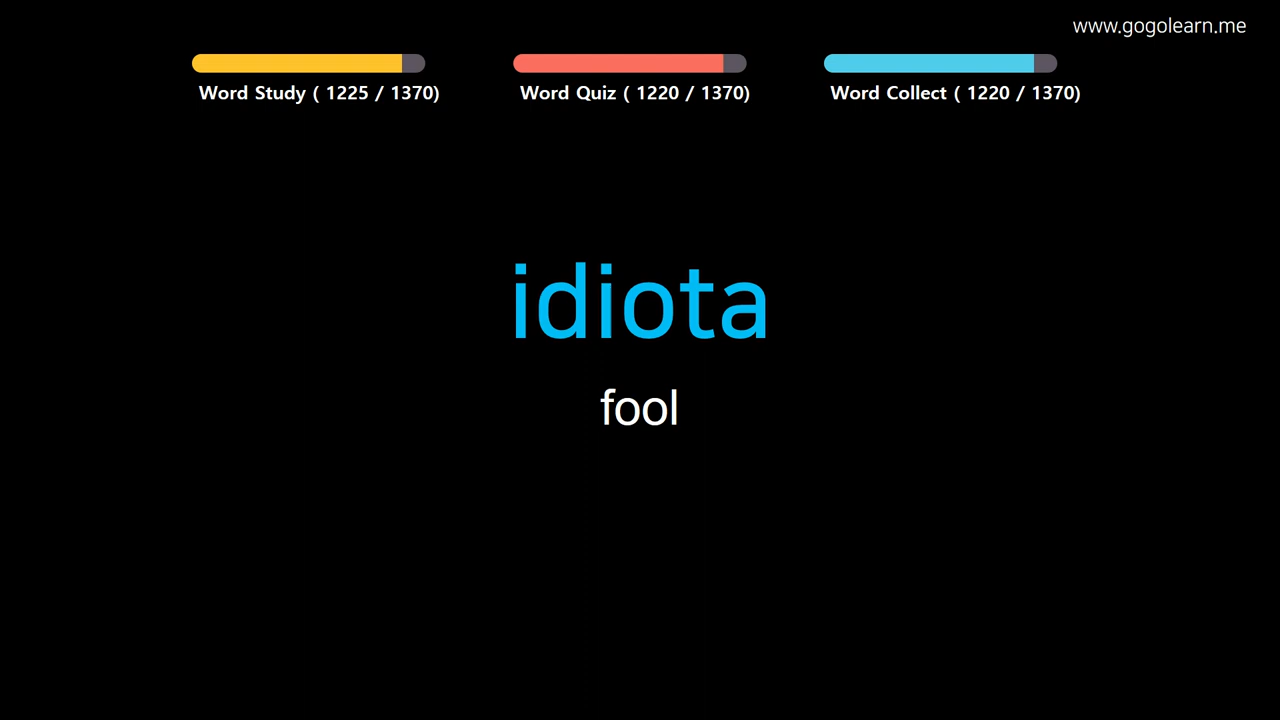 www.gogolearn.me
Word Study ( 1225 / 1370)
Word Quiz ( 1220 / 1370)
Word Collect ( 1220 / 1370)
idiota
fool